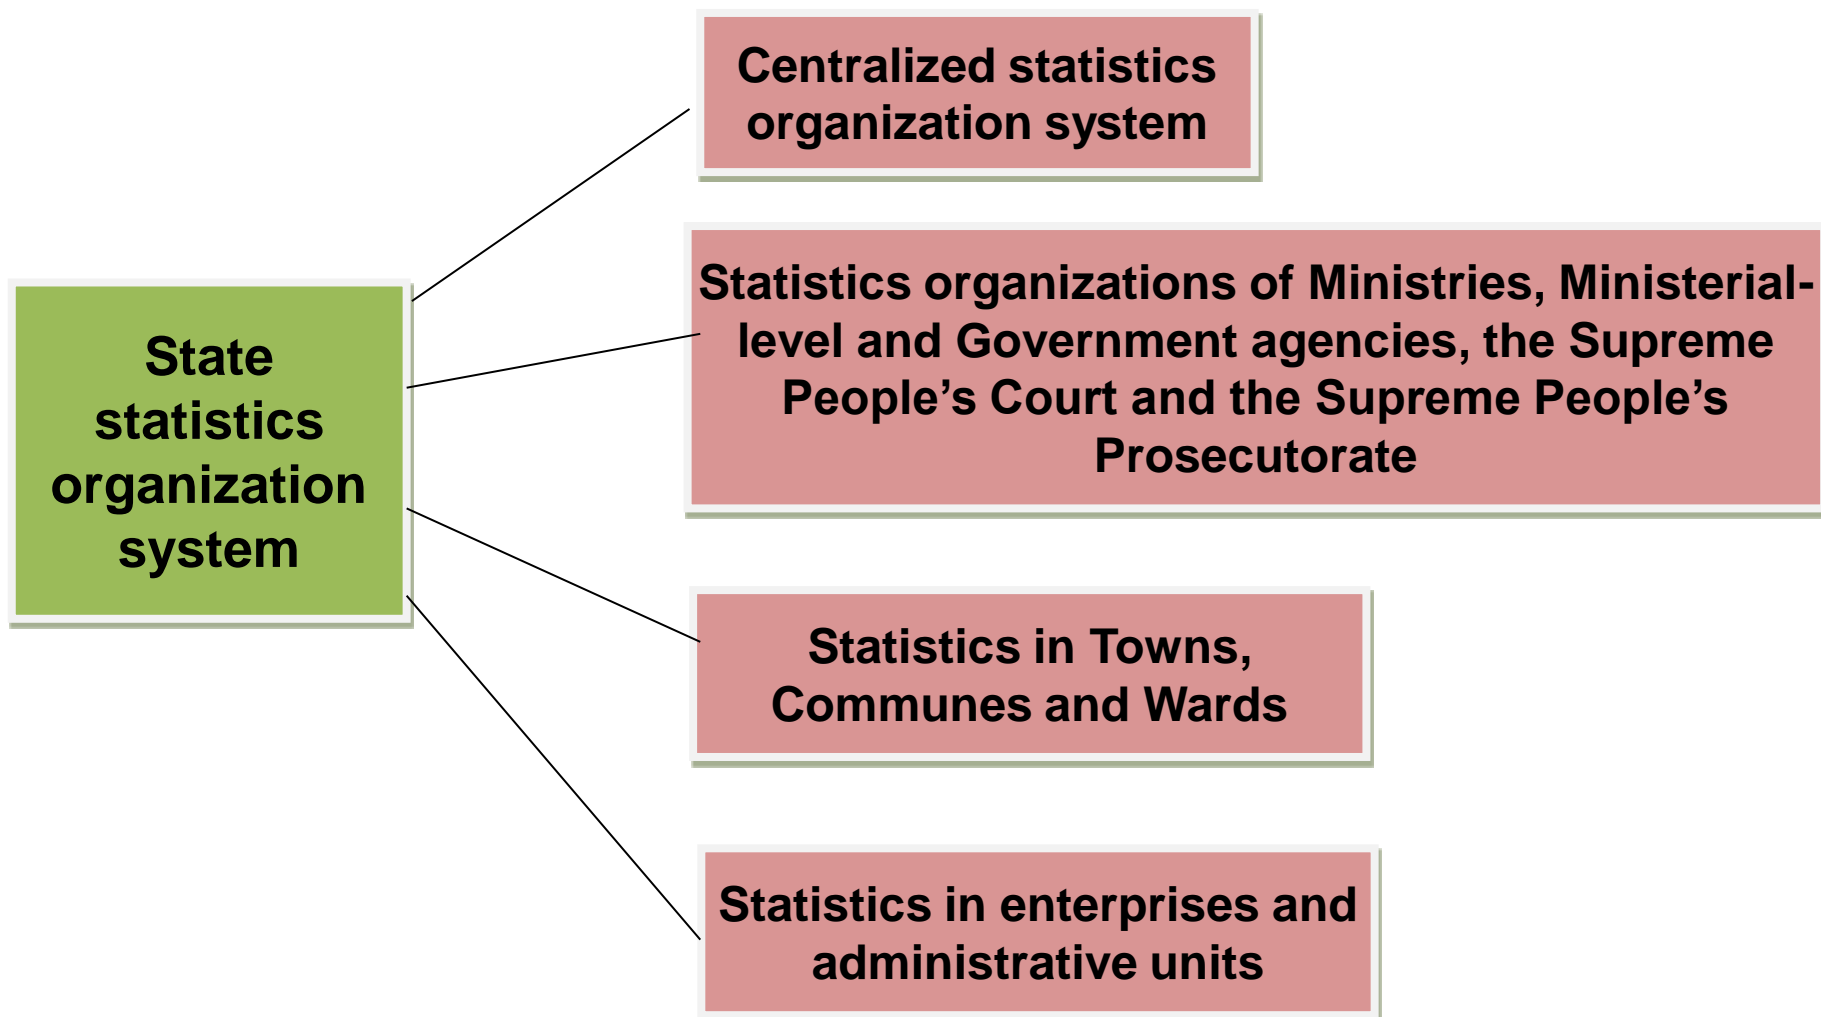 Centralized statistics
organization system
State
statistics
organization
system
Statistics organizations of Ministries, Ministerial-
level and Government agencies, the Supreme
People’s Court and the Supreme People’s
Prosecutorate
Statistics in Towns,
Communes and Wards
Statistics in enterprises and
administrative units